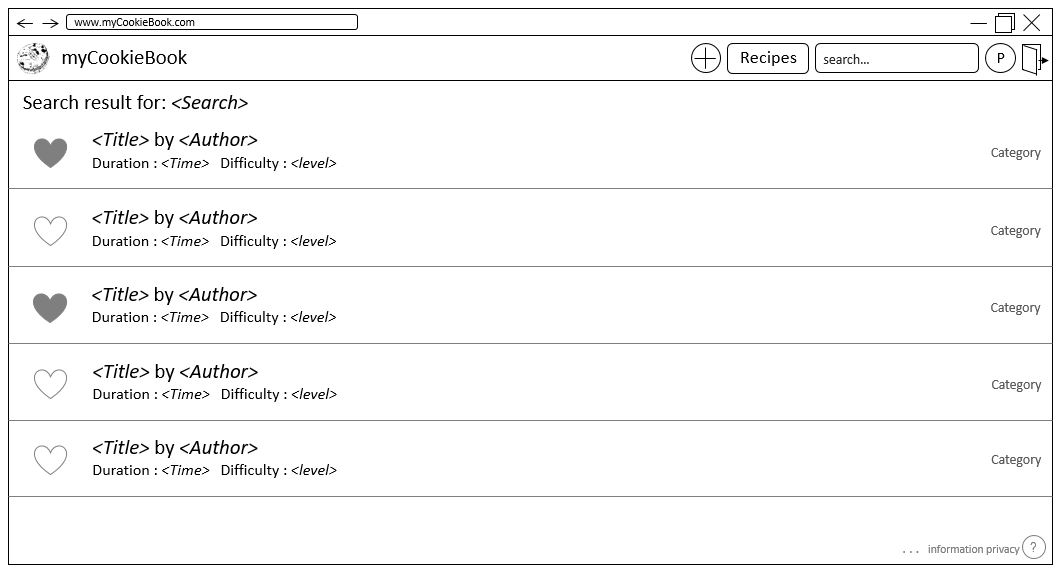 www.myCookieBook.com
myCookieBook
Recipes
search...
P
Search result for: <Search>
<Title> by <Author>
Duration : <Time> Difficulty : <level>
Category
<Title> by <Author>
Duration : <Time> Difficulty : <level>
Category
<Title> by <Author>
Duration : <Time> Difficulty : <level>
Category
<Title> by <Author>
Duration : <Time> Difficulty : <level>
Category
<Title> by <Author>
Duration : <Time> Difficulty : <level>
Category
... information privacy ?